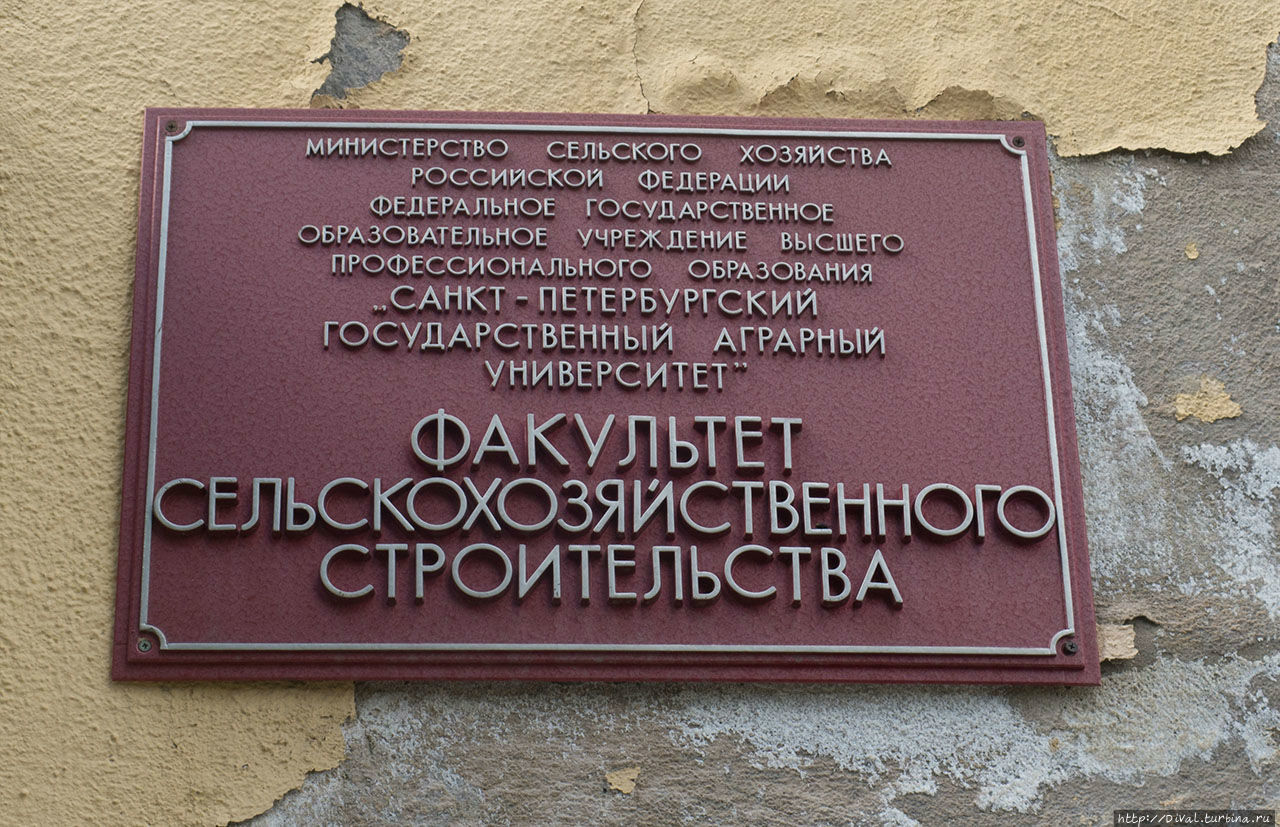 МИНИСТЕРСТВО СЕЛЬСКОГО ХОЗЯЙСТВА
РОССИЙСКОЙ ФЕДЕРАЦИИ
ФЕДЕРАЛЬНОЕ ГОСУДАРСТВЕННОЕ
ОБРАЗОВАТЕЛЬНОЕ УЧРЕЖДЕНИЕ ВЫСШЕГО
ПРОФЕССИОНАЛЬНОГО ОБРАЗОВАНИЯ
„САНКТ - ПЕТЕРБУРГСКИЙ
ГОСУДАРСТВЕННЫЙ АГРАРНЫЙ
УНИВЕРСИТЕТ”
ФАКУЛЬТЕТ
СЕЛЬСКОХОЗЯЙСТВЕННОГО
СТРОИТЕЛЬСТВА
http://Dival.turbina.ru